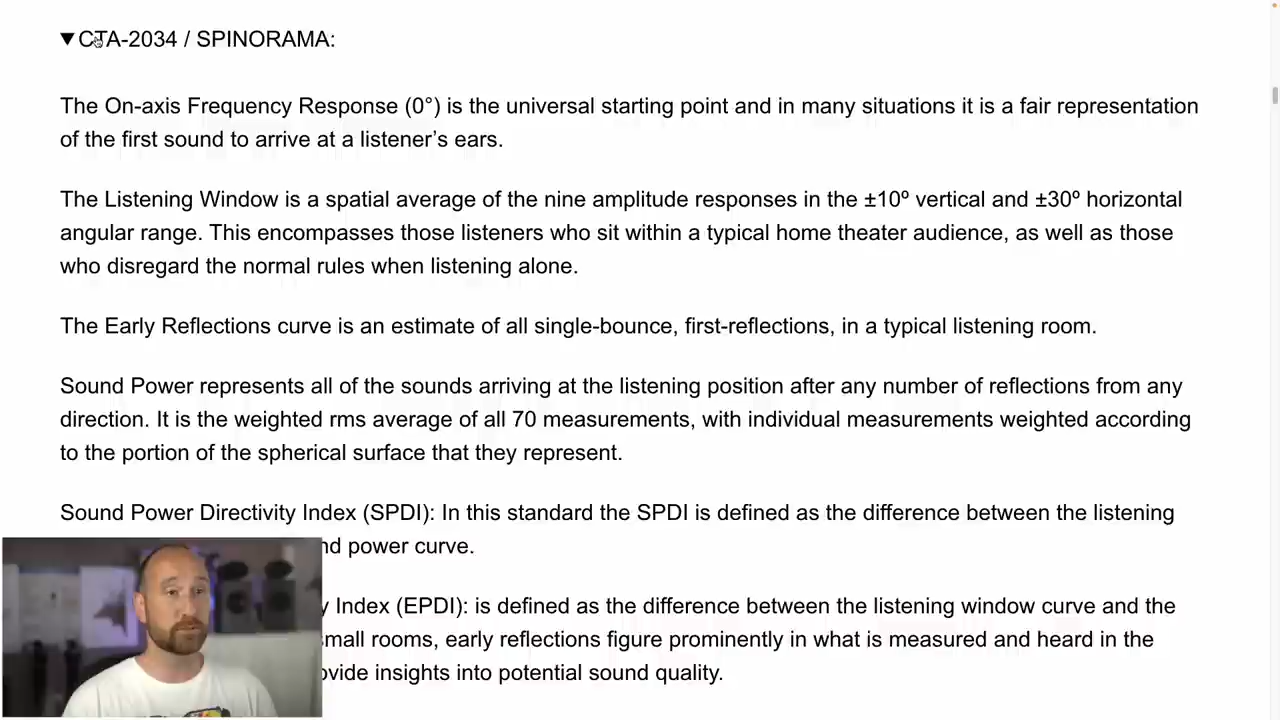 ▼CTA-2034 / SPINORAMA:
The On-axis Frequency Response (0°) is the universal starting point and in many situations it is a fair representation
of the first sound to arrive at a listener’s ears.
The Listening Window is a spatial average of the nine amplitude responses in the ±10º vertical and ±30º horizontal
angular range. This encompasses those listeners who sit within a typical home theater audience, as well as those
who disregard the normal rules when listening alone.
The Early Reflections curve is an estimate of all single-bounce, first-reflections, in a typical listening room.
Sound Power represents all of the sounds arriving at the listening position after any number of reflections from any
direction. It is the weighted rms average of all 70 measurements, with individual measurements weighted according
to the portion of the spherical surface that they represent.
Sound Power Directivity Index (SPDI): In this standard the SPDI is defined as the difference between the listening
power curve.
Index (EPDI): is defined as the difference between the listening window curve and the
small rooms, early reflections figure prominently in what is measured and heard in the
insights into potential sound quality.